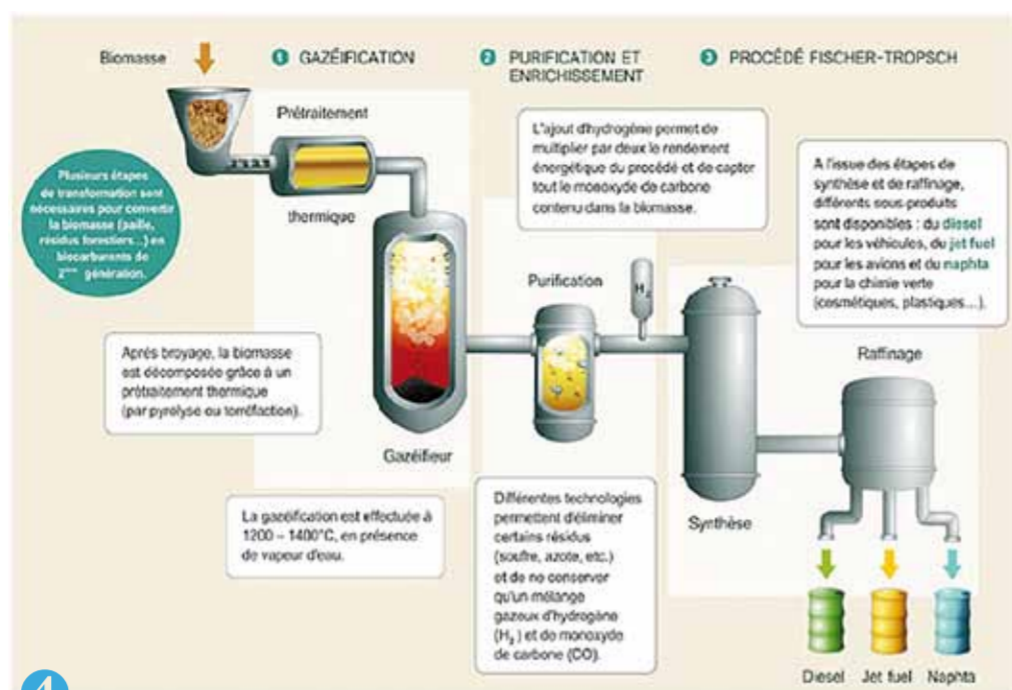 Biomasse
1 GAZÉIFICATION
2 PURIFICATION ET
ENRICHISSEMENT
3 PROCÉDÉ FISCHER-TROPSCH
Prétraitement
thermique
Plusieurs étapes
de transformation sont
nécessaires pour convertir
la biomasse (paille,
résidus forestiers...) en
biocarburants de
2ème génération.
L'ajout d'hydrogène permet de
multiplier par deux le rendement
énergétique du procédé et de capter
tout le monoxyde de carbone
contenu dans la biomasse.
A l'issue des étapes de
synthèse et de raffinage,
différents sous-produits
sont disponibles : du diesel
pour les véhicules, du jet fuel
pour les avions et du naphta
pour la chimie verte
(cosmétiques, plastiques...).
Purification
H2
Après broyage, la biomasse
est décomposée grâce à un
prétraitement thermique
(par pyrolyse ou torréfaction).
Raffinage
Gazéifieur
La gazéification est effectuée à
1200 – 1400°C, en présence
de vapeur d'eau.
Différentes technologies
permettent d'éliminer
certains résidus
(soufre, azote, etc.)
et de ne conserver
qu'un mélange
gazeux d'hydrogène
(H2) et de monoxyde
de carbone (CO).
Synthèse
Diesel Jet fuel Naphta
4